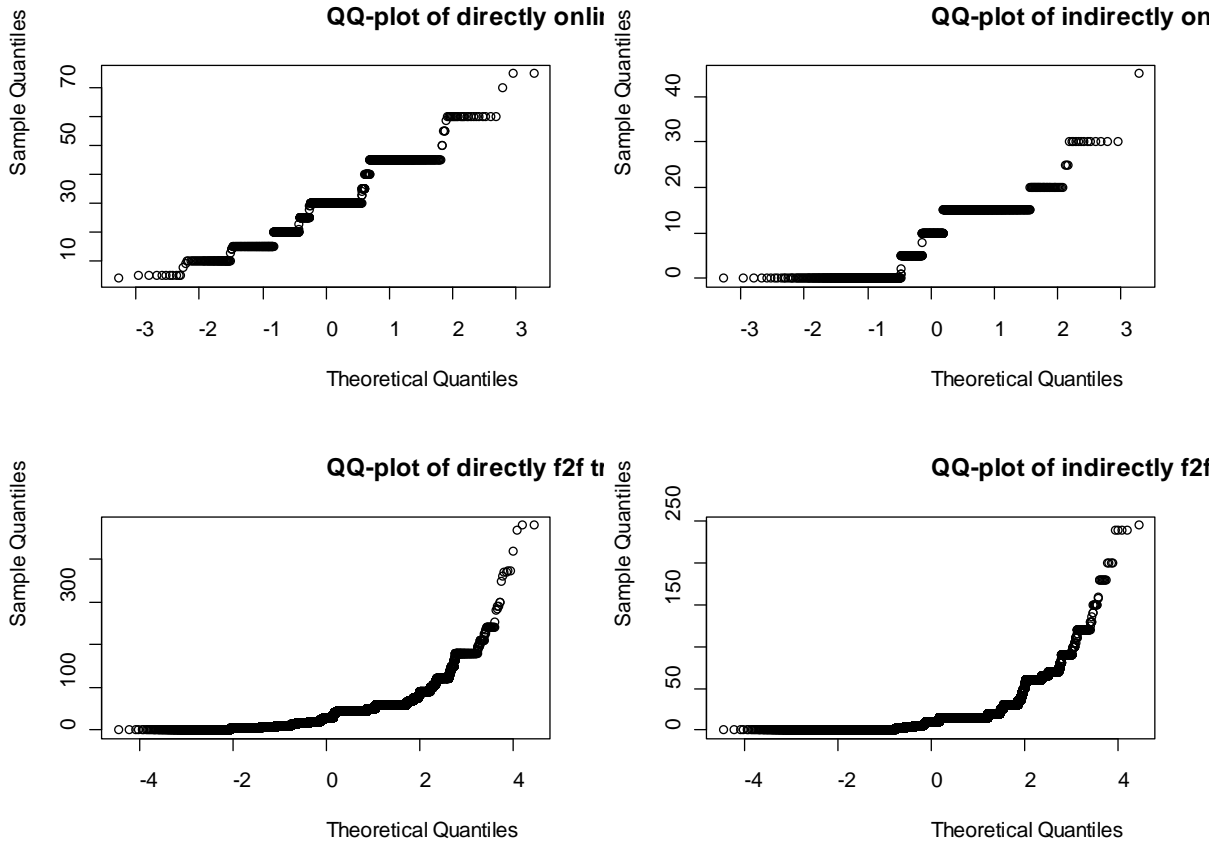 QQ-plot of directly onlin
Sample Quantiles
70
50
30
10
-3 -2 -1 0 1 2 3
Theoretical Quantiles
QQ-plot of indirectly on
Sample Quantiles
40
30
20
10
0
-3 -2 -1 0 1 2 3
Theoretical Quantiles
QQ-plot of directly f2f tr
Sample Quantiles
300
100
0
-4 -2 0 2 4
Theoretical Quantiles
QQ-plot of indirectly f2f
Sample Quantiles
250
150
50
0
-4 -2 0 2 4
Theoretical Quantiles